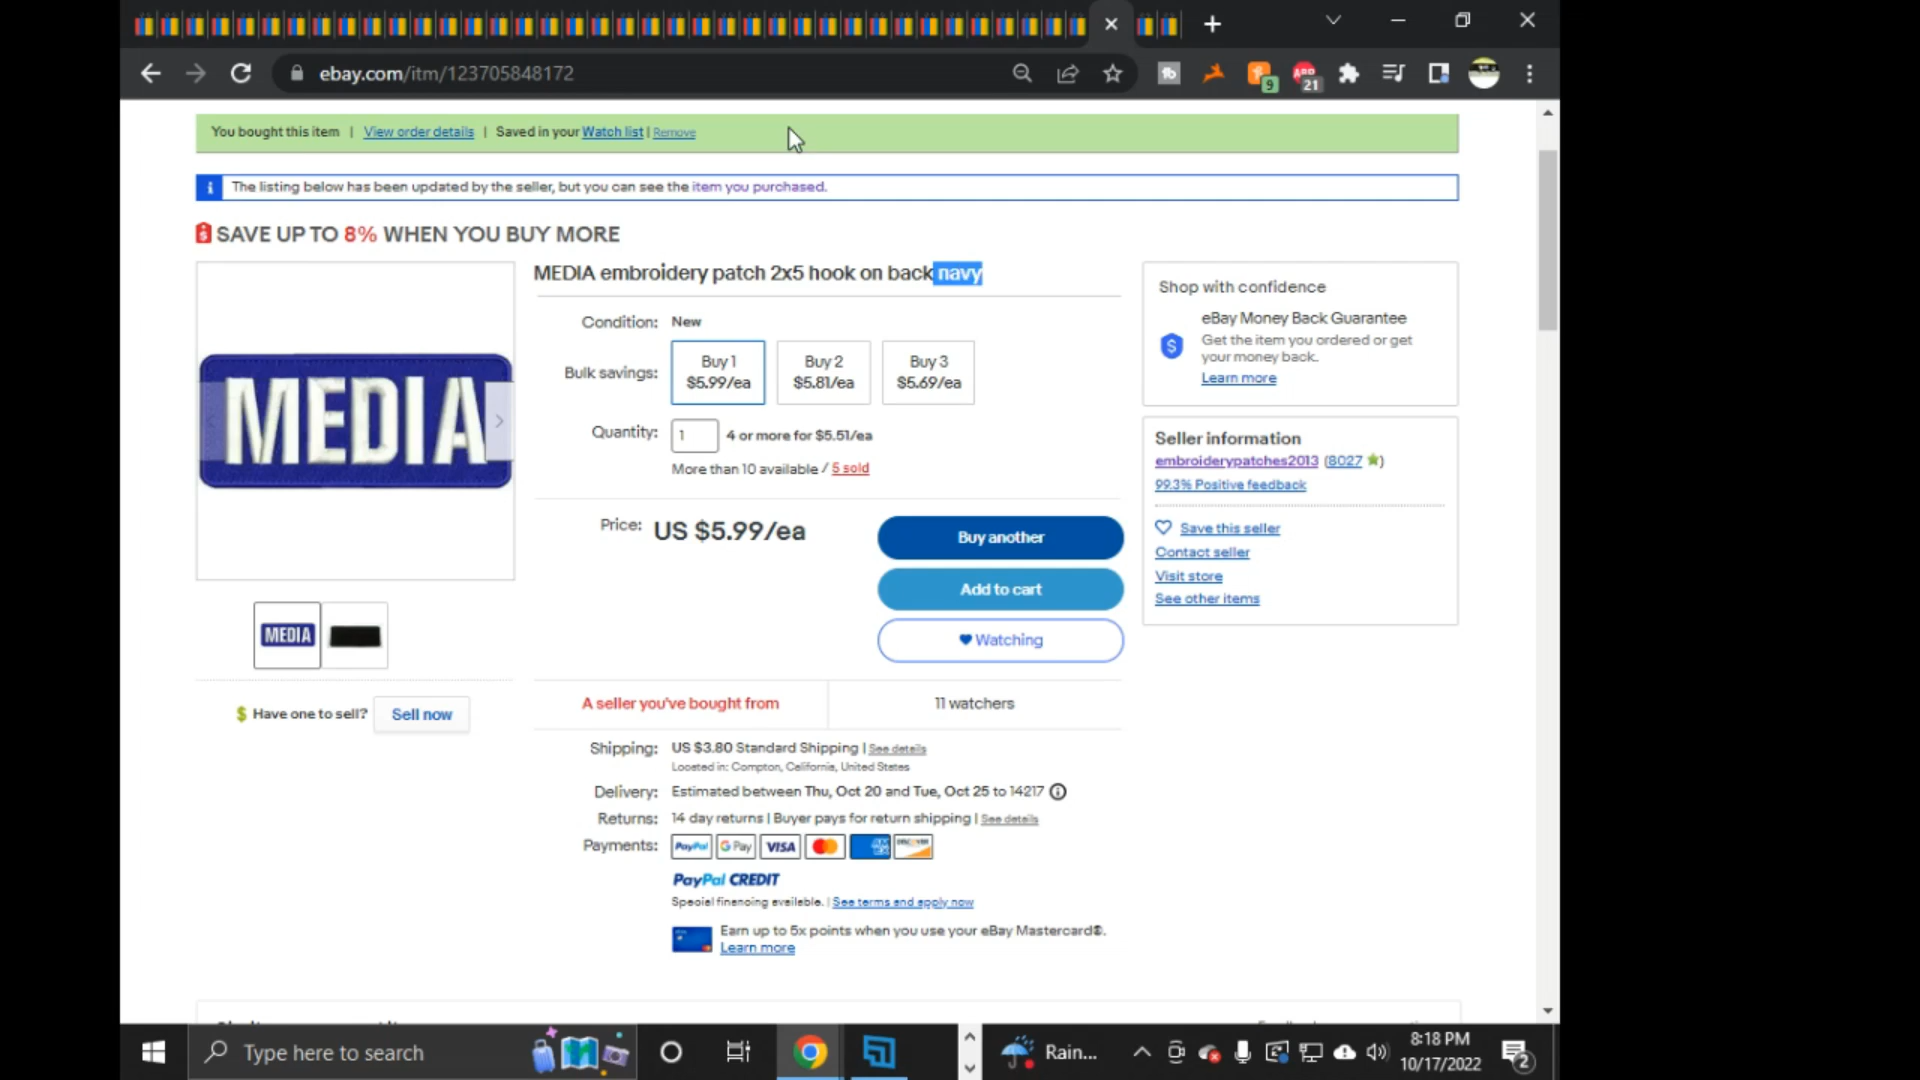 ebay.com/itm/123705848172
9
ABP
21
You bought this item | View order details | Saved in your Watch list | Remove
i The listing below has been updated by the seller, but you can see the item you purchased.
SAVE UP TO 8% WHEN YOU BUY MORE
MEDIA embroidery patch 2x5 hook on back navy
Condition: New
Bulk savings:
Buy 1
$5.99/ea
Buy 2
$5.81/ea
Buy 3
$5.69/ea
Quantity: 1 4 or more for $5.51/ea
More than 10 available / 5 sold
Price: US $5.99/ea
Buy another
Add to cart
Watching
MEDIA
MEDIA
$ Have one to sell? Sell now
A seller you've bought from
11 watchers
Shipping: US $3.80 Standard Shipping | See details
Located in: Compton, California, United States
Delivery: Estimated between Thu, Oct 20 and Tue, Oct 25 to 14217
Returns: 14 day returns | Buyer pays for return shipping | See details
Payments: PayPal G Pay VISA DISCOVER
PayPal CREDIT
Special financing available. | See terms and apply now
Earn up to 5x points when you use your eBay Mastercard®.
Learn more
Shop with confidence
eBay Money Back Guarantee
Get the item you ordered or get
your money back.
Learn more
Seller information
embroiderypatches2013 (8027)
99.3% Positive feedback
Save this seller
Contact seller
Visit store
See other items
Type here to search
Rain...
8:18 PM
10/17/2022
2